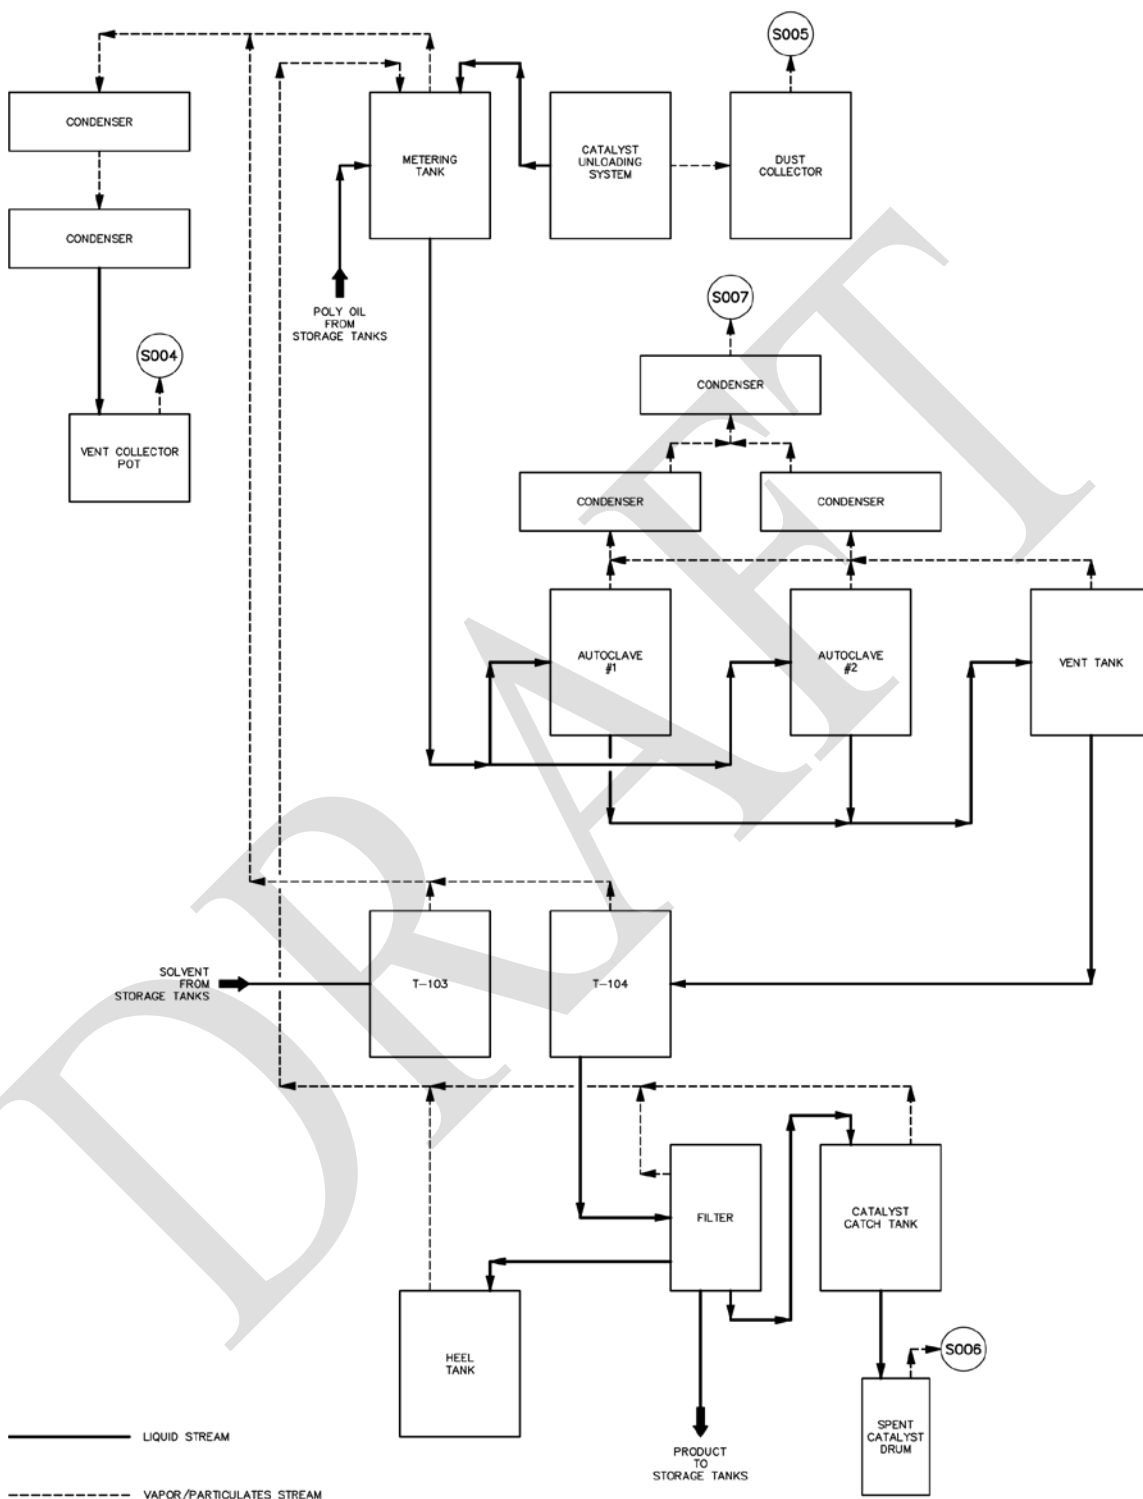 S005
CONDENSER
METERING
TANK
CATALYST
UNLOADING
SYSTEM
DUST
COLLECTOR
CONDENSER
S007
POLY OIL
FROM
STORAGE TANKS
S004
CONDENSER
VENT COLLECTOR
POT
CONDENSER
CONDENSER
AUTOCLAVE
#1
AUTOCLAVE
#2
VENT TANK
SOLVENT
FROM
STORAGE TANKS
T-103
T-104
FILTER
CATALYST
CATCH TANK
HEEL
TANK
S006
SPENT
CATALYST
DRUM
PRODUCT
TO
STORAGE TANKS
LIQUID STREAM
VAPOR/PARTICULATES STREAM
DRAFT